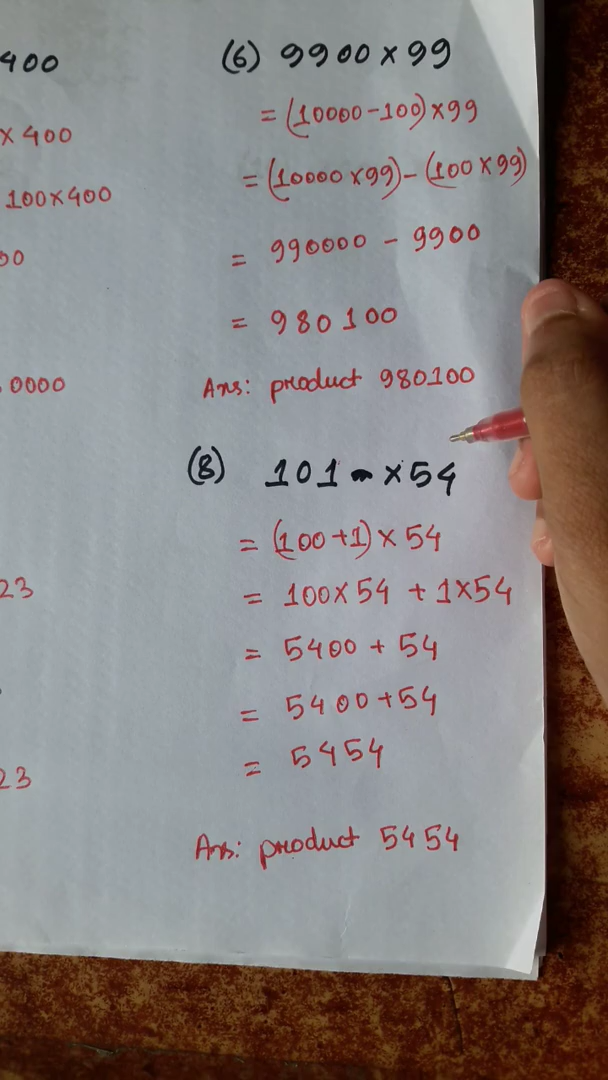 400
× 400
100×400
00
0000
23
23
(6) 9900 × 99
= (10000-100)×99
= (10000×99)-(100×99)
= 990000 - 9900
= 980100
Ans: product 980100
(8) 101 × 54
= (100+1)× 54
= 100×54 + 1×54
= 5400 + 54
= 5400+54
= 5454
Ans: product 5454